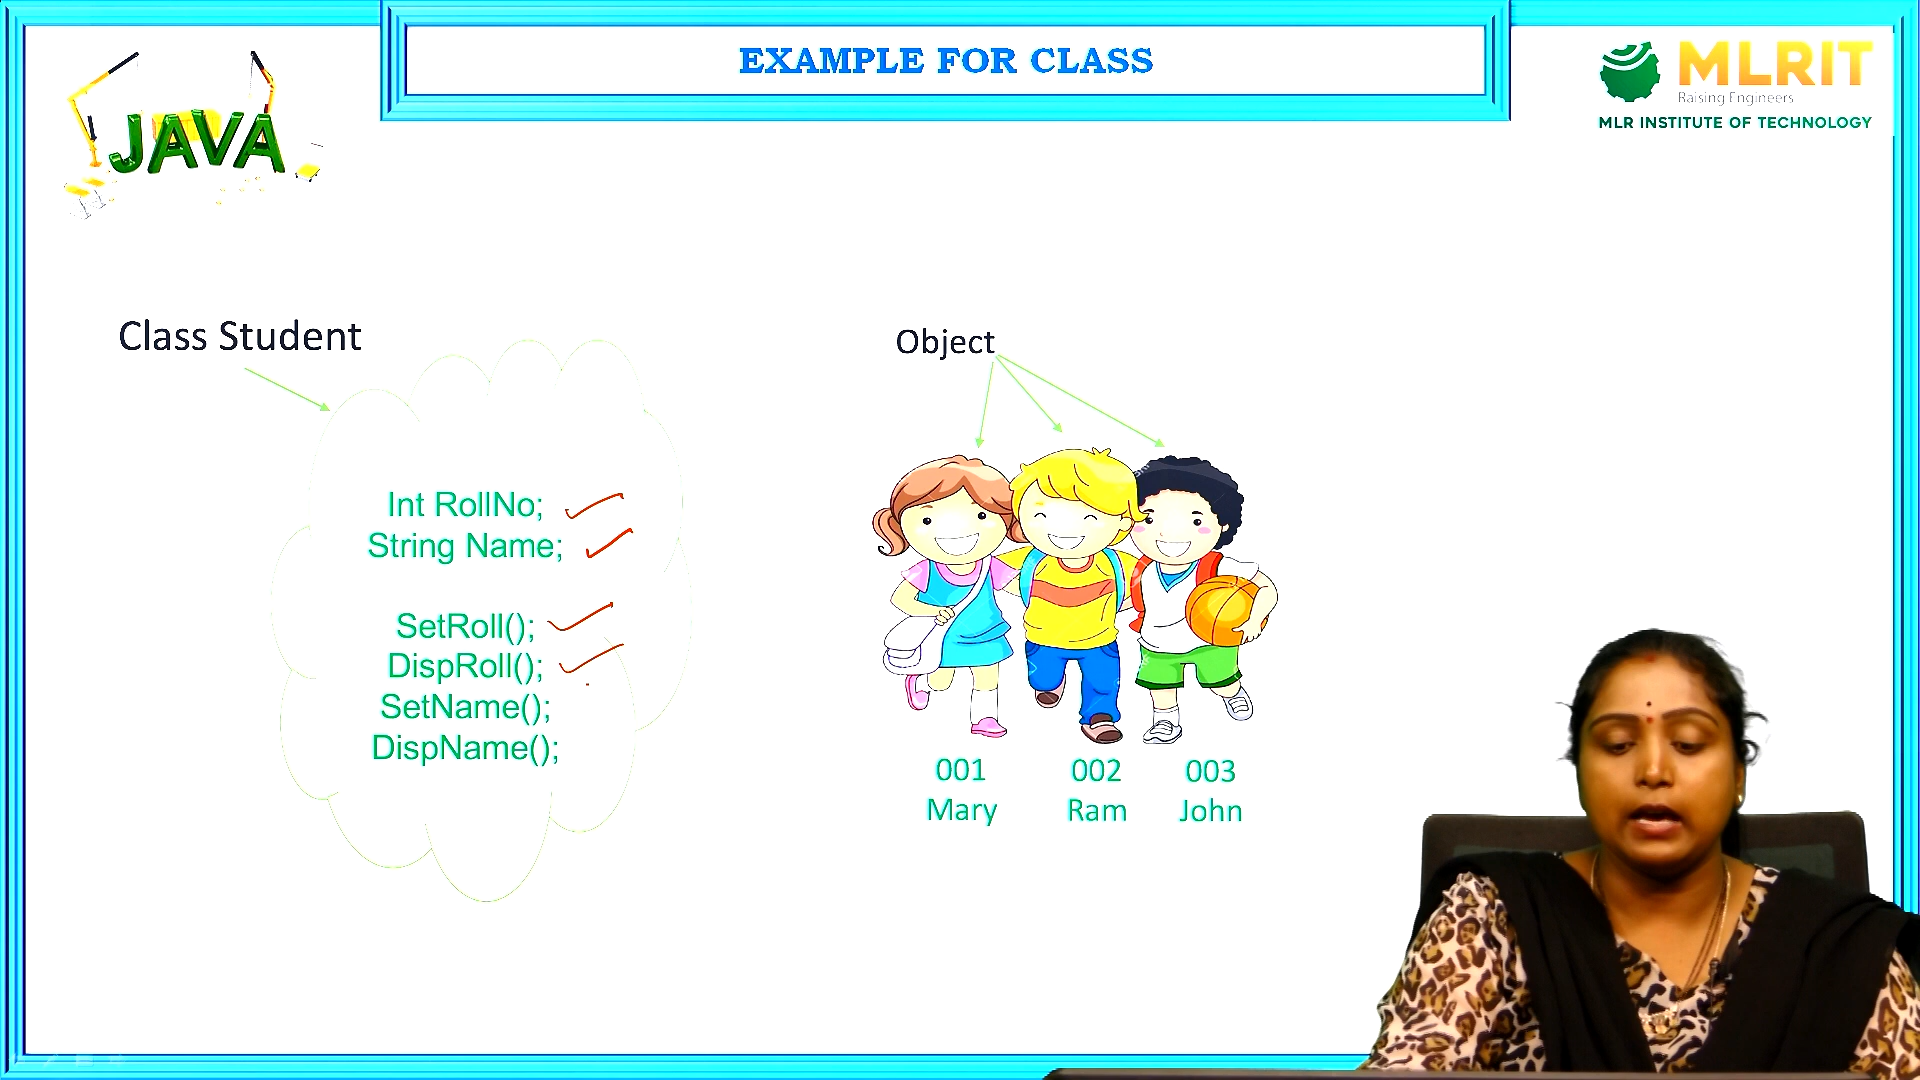 EXAMPLE FOR CLASS
JAVA
MLRIT
Raising Engineers
MLR INSTITUTE OF TECHNOLOGY
Class Student
Int RollNo;
String Name;
SetRoll();
DispRoll();
SetName();
DispName();
Object
001 002 003
Mary Ram John